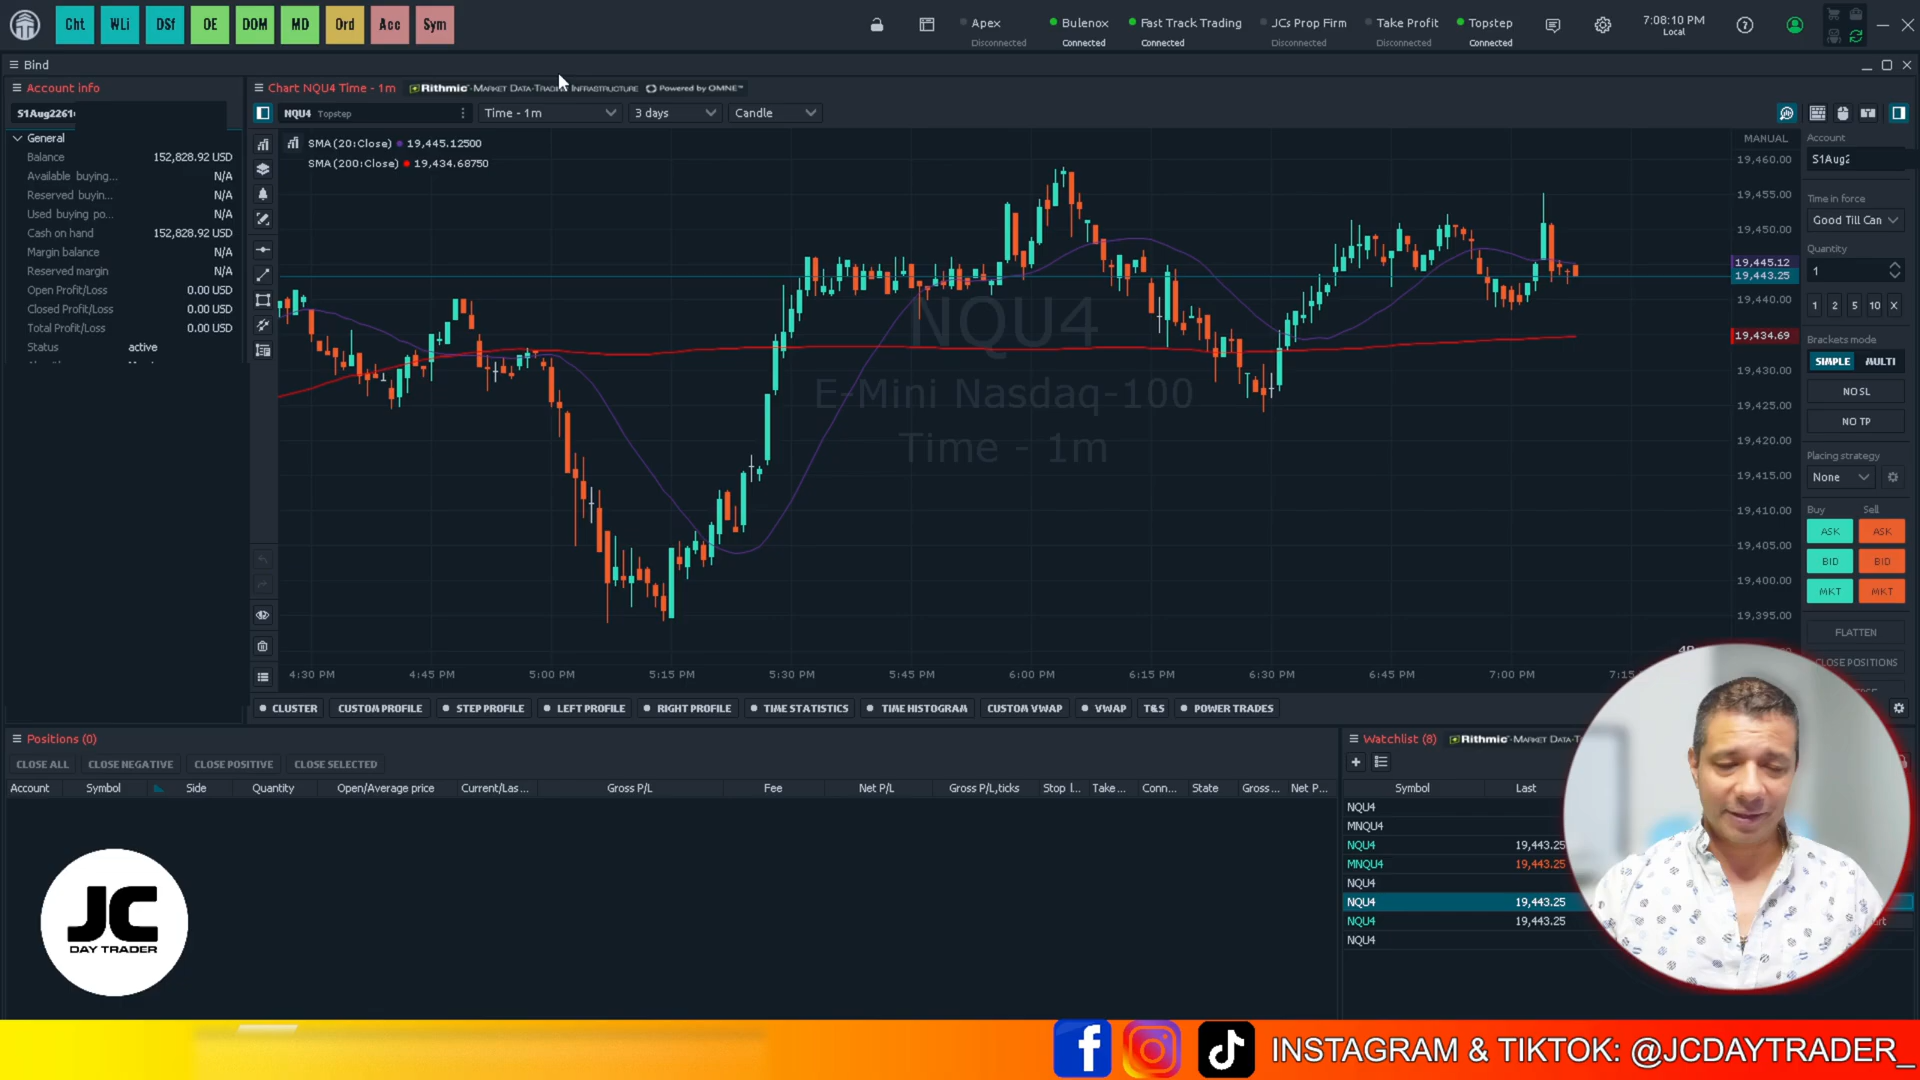 Cht WLi DSf OE DOM MD Ord Acc Sym
Apex Disconnected
Bulenox Connected
Fast Track Trading Connected
JCs Prop Firm Disconnected
Take Profit Disconnected
Topstep Connected
7:08:10 PM
Local
Bind
Account info
S1Aug2261
General
Balance 152,828.92 USD
Available buying... N/A
Reserved buyin... N/A
Used buying po... N/A
Cash on hand 152,828.92 USD
Margin balance N/A
Reserved margin N/A
Open Profit/Loss 0.00 USD
Closed Profit/Loss 0.00 USD
Total Profit/Loss 0.00 USD
Status active
Chart NQU4 Time - 1m
Rithmic - Market Data-Trading Infrastructure Powered by OMNE™
NQU4 Topstep Time - 1m 3 days Candle
SMA (20:Close) 19,445.12500
SMA (200:Close) 19,434.68750
NQU4
E-Mini Nasdaq-100
Time - 1m
MANUAL
19,460.00
19,455.00
19,450.00
19,445.12
19,443.25
19,440.00
19,434.69
19,430.00
19,425.00
19,420.00
19,415.00
19,410.00
19,405.00
19,400.00
19,395.00
4:30 PM 4:45 PM 5:00 PM 5:15 PM 5:30 PM 5:45 PM 6:00 PM 6:15 PM 6:30 PM 6:45 PM 7:00 PM
CLUSTER CUSTOM PROFILE STEP PROFILE LEFT PROFILE RIGHT PROFILE TIME STATISTICS TIME HISTOGRAM CUSTOM VWAP VWAP T&S POWER TRADES
Account
S1Aug2
Time in force
Good Till Can
Quantity
1
1 2 5 10 X
Brackets mode
SIMPLE MULTI
NO SL
NO TP
Placing strategy
None
Buy Sell
ASK ASK
BID BID
MKT MKT
FLATTEN
CLOSE POSITIONS
Positions (0)
CLOSE ALL CLOSE NEGATIVE CLOSE POSITIVE CLOSE SELECTED
Account Symbol Side Quantity Open/Average price Current/Las... Gross P/L Fee Net P/L Gross P/L,ticks Stop l... Take ... Conn... State Gross... Net P...
Watchlist (8) Rithmic - Market Data-T
Symbol Last
NQU4
MNQU4
NQU4 19,443.25
MNQU4 19,443.25
NQU4
NQU4 19,443.25
NQU4 19,443.25
NQU4
JC
DAY TRADER
INSTAGRAM & TIKTOK: @JCDAYTRADER_